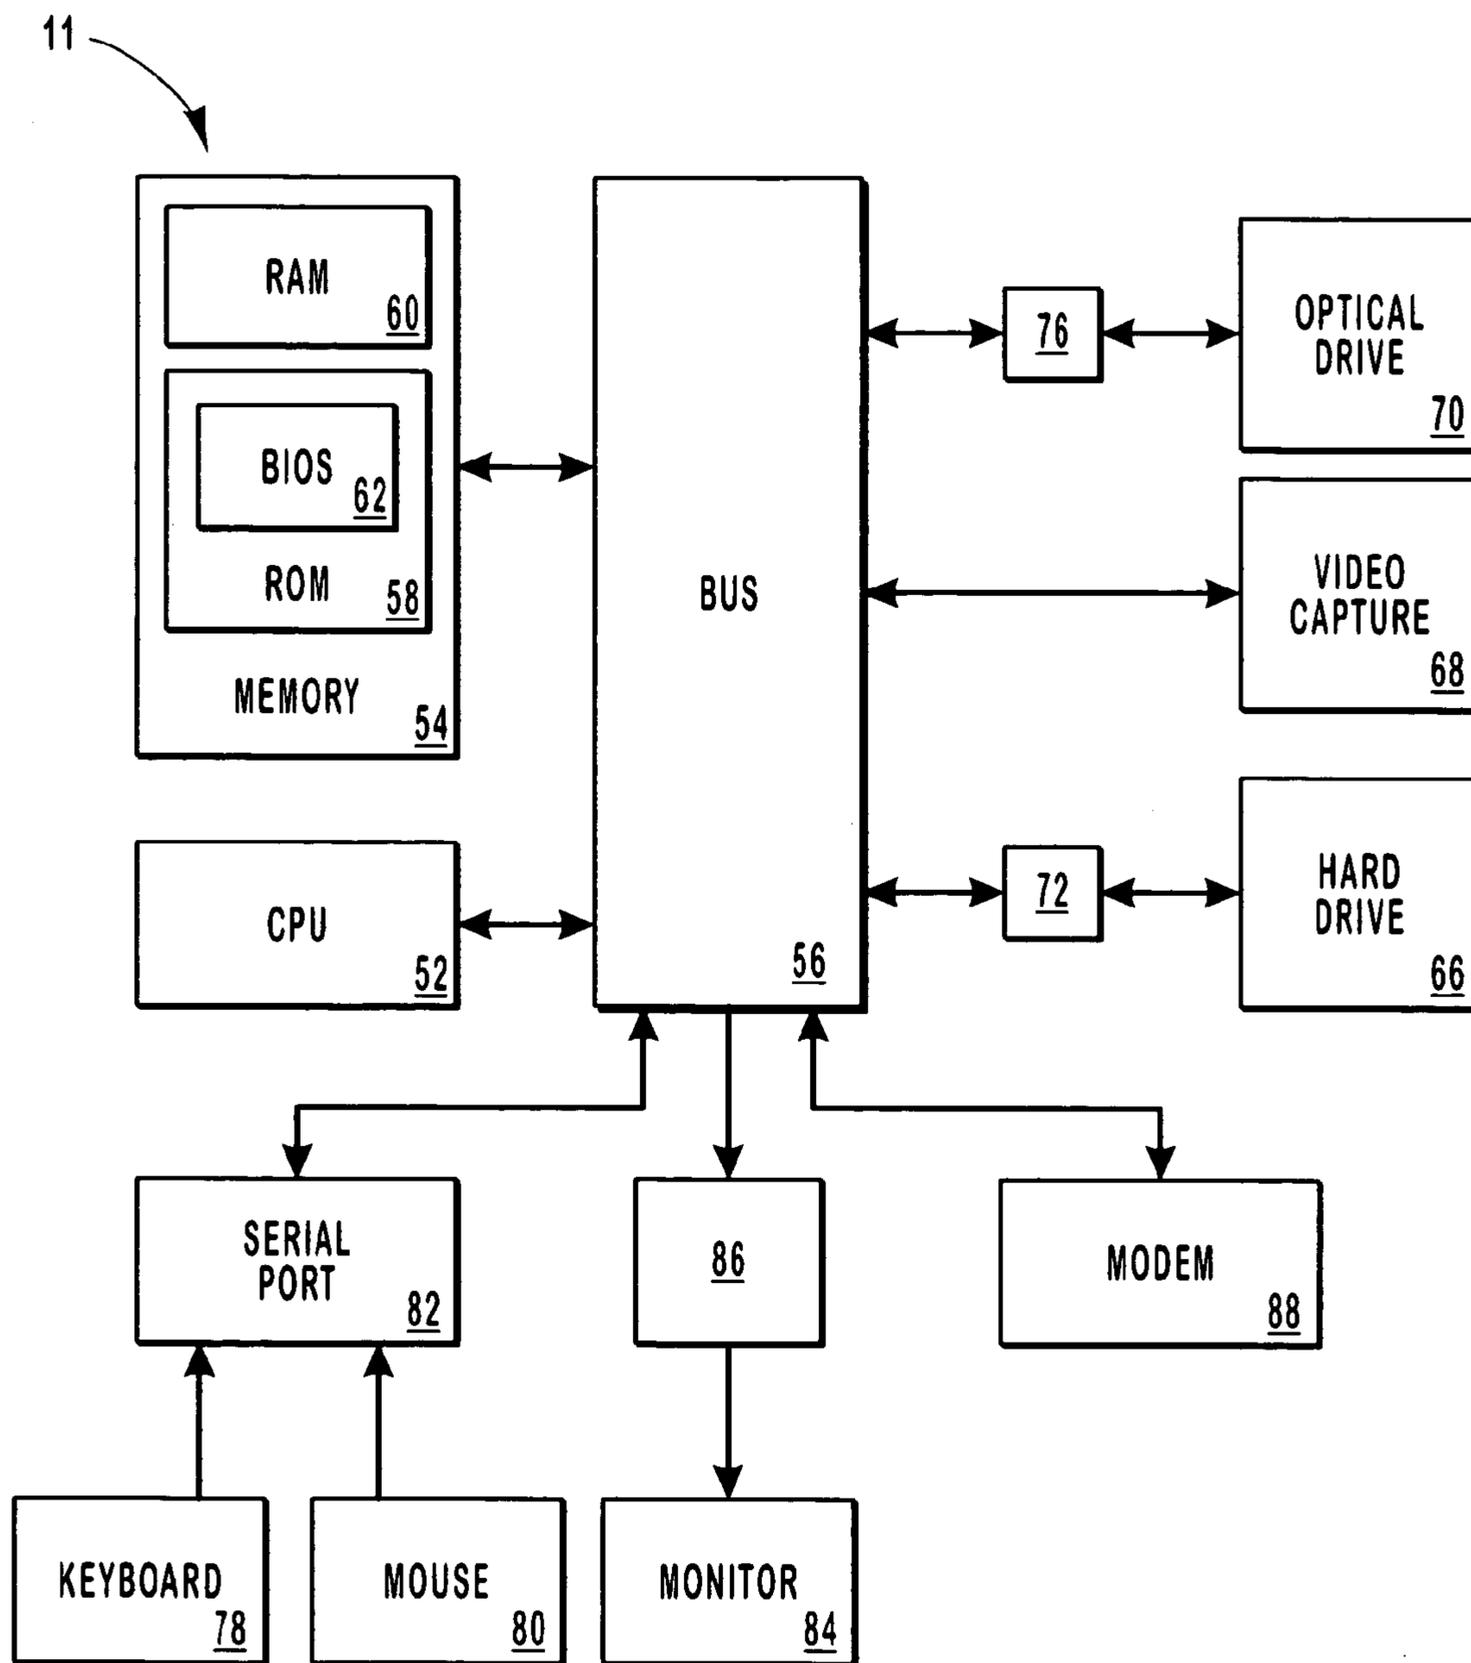 11
RAM
60
BIOS
62
ROM
58
MEMORY
54
CPU
52
BUS
56
76
OPTICAL
DRIVE
70
VIDEO
CAPTURE
68
72
HARD
DRIVE
66
SERIAL
PORT
82
86
MODEM
88
KEYBOARD
78
MOUSE
80
MONITOR
84